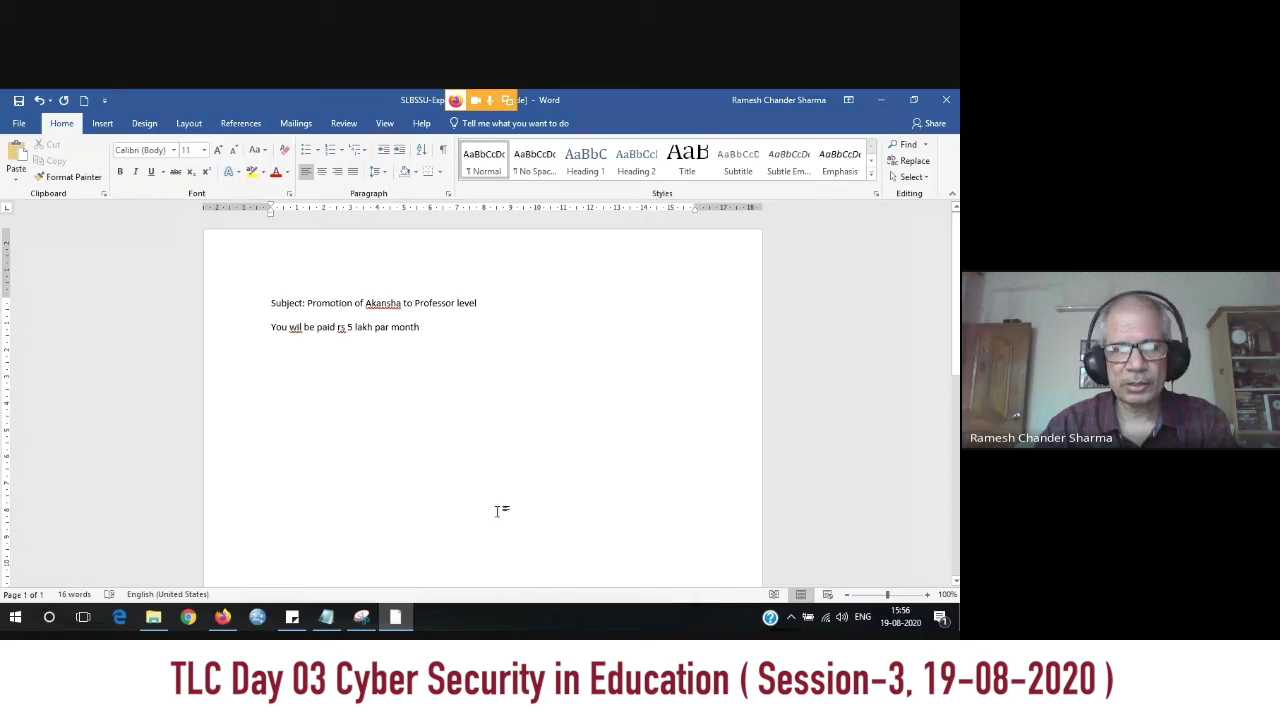 SLBSSU-Exp
de] - Word
Ramesh Chander Sharma
File Home Insert Design Layout References Mailings Review View Help Tell me what you want to do
Share
Paste
Cut
Copy
Format Painter
Clipboard
Calibri (Body) 11
Font
Paragraph
AaBbCcDc AaBbCcDc AaBbC AaBbCcI AaB AaBbCcD AaBbCcDc AaBbCcDc
¶ Normal ¶ No Spac... Heading 1 Heading 2 Title Subtitle Subtle Em... Emphasis
Styles
Find
Replace
Select
Editing
Subject: Promotion of Akansha to Professor level
You wil be paid rs 5 lakh par month
Ramesh Chander Sharma
Page 1 of 1 16 words English (United States)
100%
ENG
15:56
19-08-2020
TLC Day 03 Cyber Security in Education ( Session-3, 19-08-2020 )